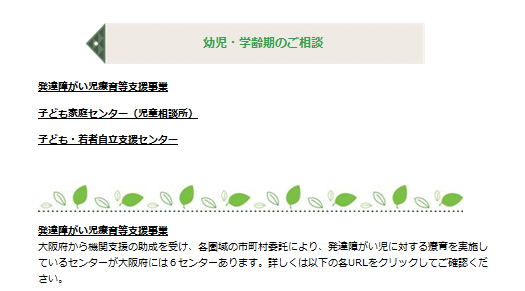 幼児・学齢期のご相談
発達障がい児療育等支援事業
子ども家庭センター（児童相談所）
子ども・若者自立支援センター
発達障がい児療育等支援事業
大阪府から機関支援の助成を受け、各圏域の市町村委託により、発達障がい児に対する療育を実施し
ているセンターが大阪府には６センターあります。詳しくは以下の各URLをクリックしてご確認くだ
さい。